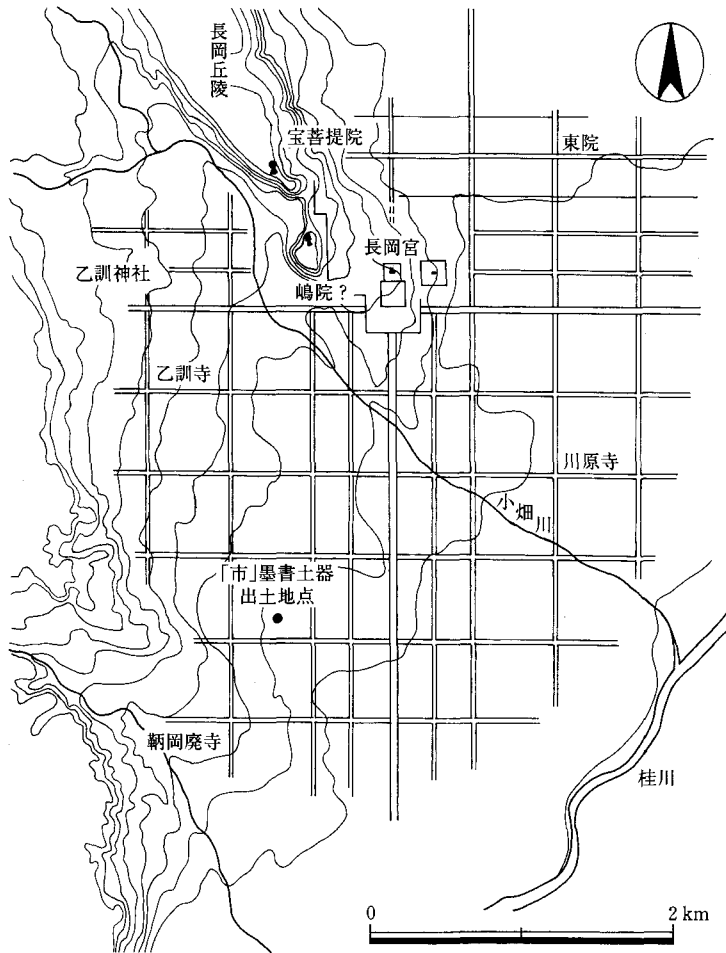 長岡丘陵
宝菩提院
東院
長岡宮
乙訓神社
嶋院？
乙訓寺
川原寺
小畑川
「市」墨書土器
出土地点
鞆岡廃寺
桂川
0
2 km